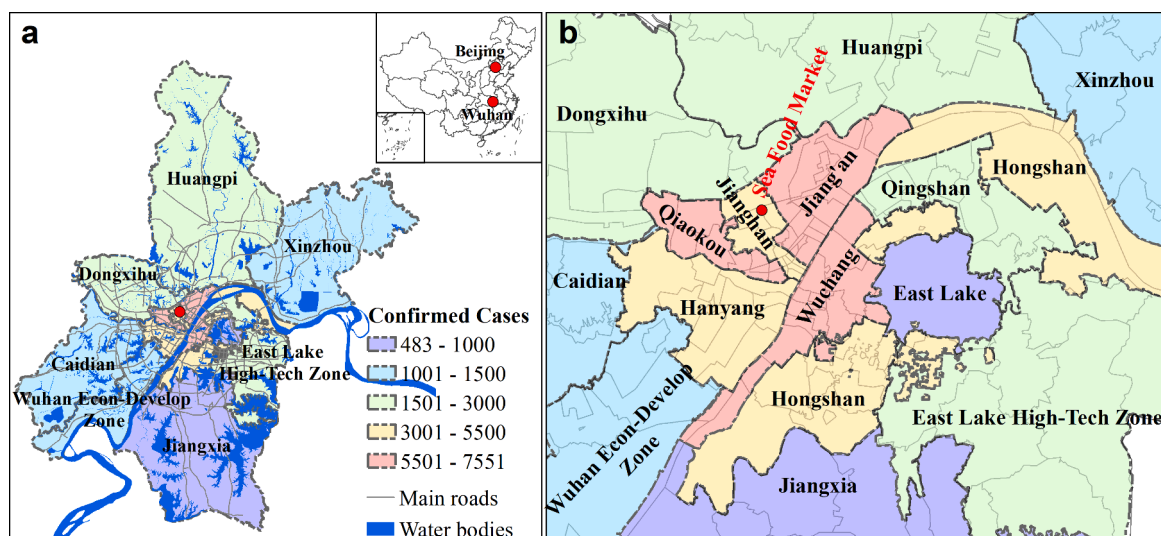 a
Beijing
Wuhan
Huangpi
Xinzhou
Dongxihu
Caidian
East Lake
High-Tech Zone
Wuhan Econ-Develop
Zone
Jiangxia
Confirmed Cases
483 - 1000
1001 - 1500
1501 - 3000
3001 - 5500
5501 - 7551
Main roads
Water bodies
b
Huangpi
Xinzhou
Dongxihu
Sea Food Market
Hongshan
Jiang'an
Qingshan
Jianghan
Qiaokou
Caidian
Wuchang
East Lake
Hanyang
Hongshan
East Lake High-Tech Zone
Wuhan Econ-Develop
Zone
Jiangxia